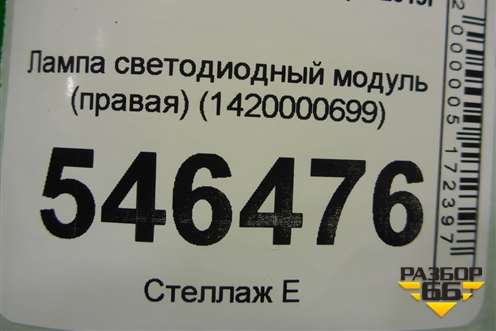 Лампа светодиодный модуль
(правая) (1420000699)
546476
Стеллаж Е
2000005172397
РАЗБОР
66